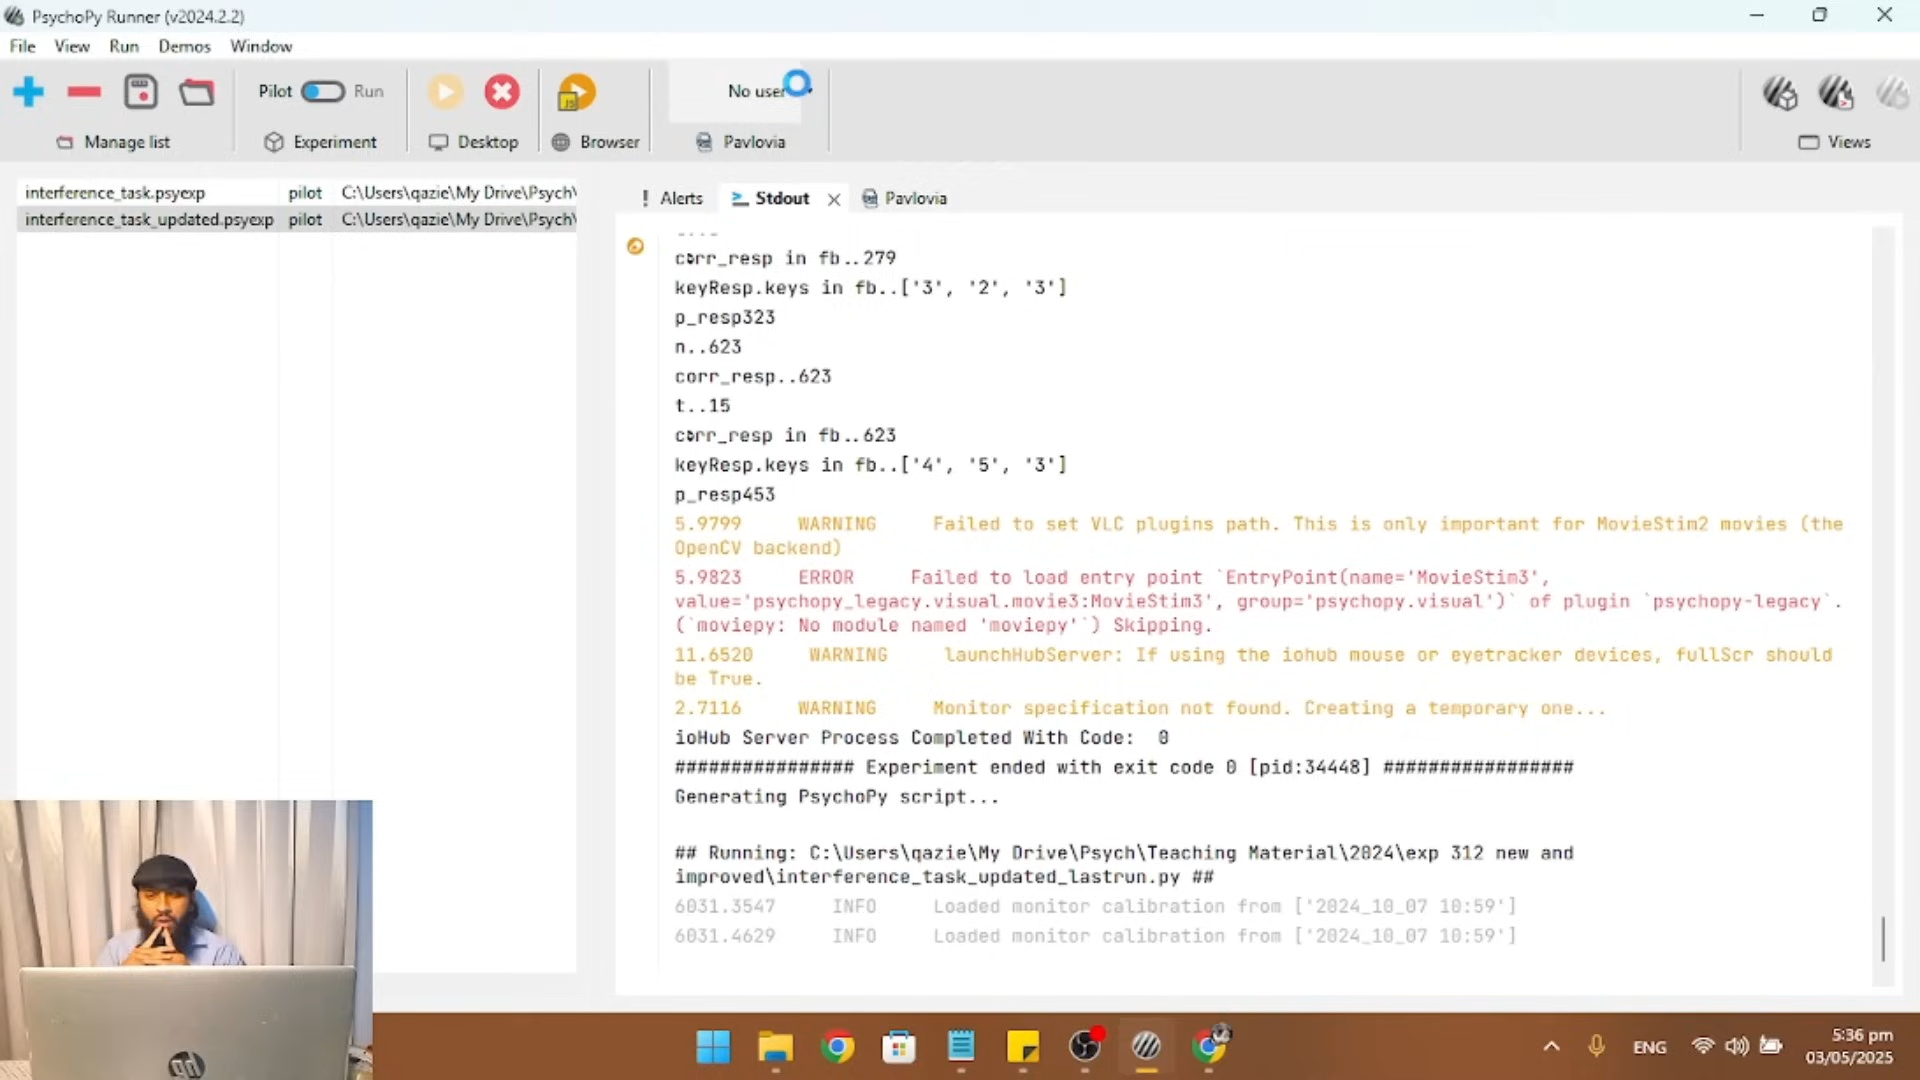 PsychoPy Runner (v2024.2.2)
File View Run Demos Window
Pilot Run
No user
Manage list Experiment Desktop Browser Pavlovia Views
JS
interference_task.psyexp pilot C:\Users\qazie\My Drive\Psych\
interference_task_updated.psyexp pilot C:\Users\qazie\My Drive\Psych\
! Alerts Stdout Pavlovia
corr_resp in fb..279
keyResp.keys in fb..['3', '2', '3']
p_resp323
n..623
corr_resp..623
t..15
corr_resp in fb..623
keyResp.keys in fb..['4', '5', '3']
p_resp453
5.9799 WARNING Failed to set VLC plugins path. This is only important for MovieStim2 movies (the
OpenCV backend)
5.9823 ERROR Failed to load entry point `EntryPoint(name='MovieStim3',
value='psychopy_legacy.visual.movie3:MovieStim3', group='psychopy.visual')` of plugin `psychopy-legacy`.
(`moviepy: No module named 'moviepy'`) Skipping.
11.6520 WARNING launchHubServer: If using the iohub mouse or eyetracker devices, fullScr should
be True.
2.7116 WARNING Monitor specification not found. Creating a temporary one...
ioHub Server Process Completed With Code: 0
################ Experiment ended with exit code 0 [pid:34448] #################
Generating PsychoPy script...
## Running: C:\Users\qazie\My Drive\Psych\Teaching Material\2024\exp 312 new and
improved\interference_task_updated_lastrun.py ##
6031.3547 INFO Loaded monitor calibration from ['2024_10_07 10:59']
6031.4629 INFO Loaded monitor calibration from ['2024_10_07 10:59']
hp
ENG
5:36 pm
03/05/2025